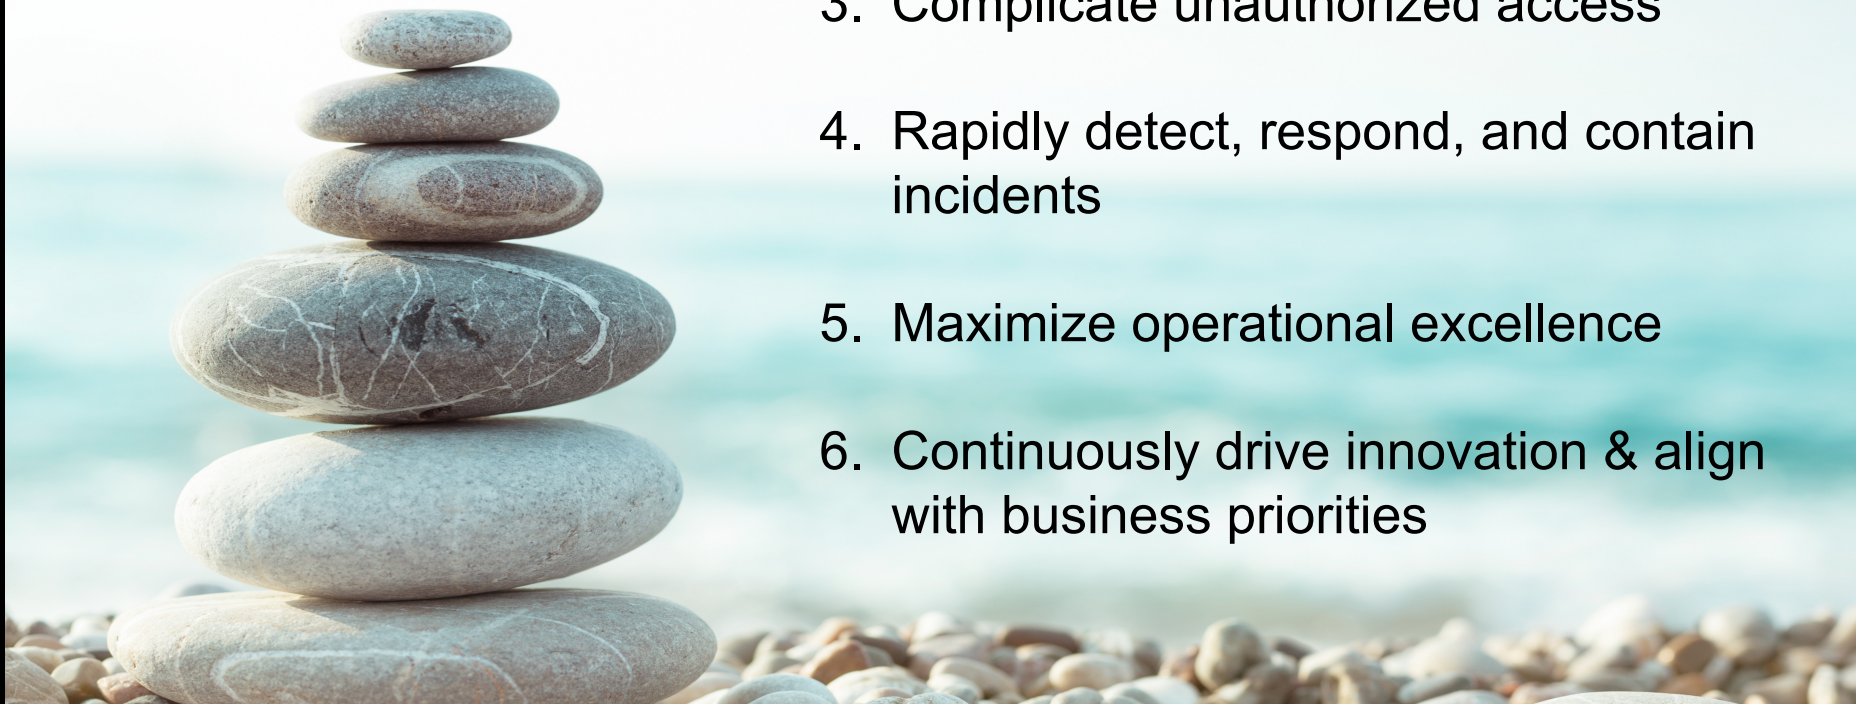 3. Complicate unauthorized access
4. Rapidly detect, respond, and contain
incidents
5. Maximize operational excellence
6. Continuously drive innovation & align
with business priorities